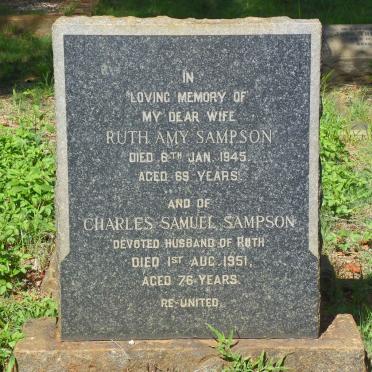 IN
LOVING MEMORY OF
MY DEAR WIFE
RUTH AMY SAMPSON
DIED 6TH JAN. 1945.
AGED 69 YEARS.
AND OF
CHARLES SAMUEL SAMPSON
DEVOTED HUSBAND OF RUTH
DIED 1ST AUG. 1951,
AGED 76 YEARS.
RE-UNITED.